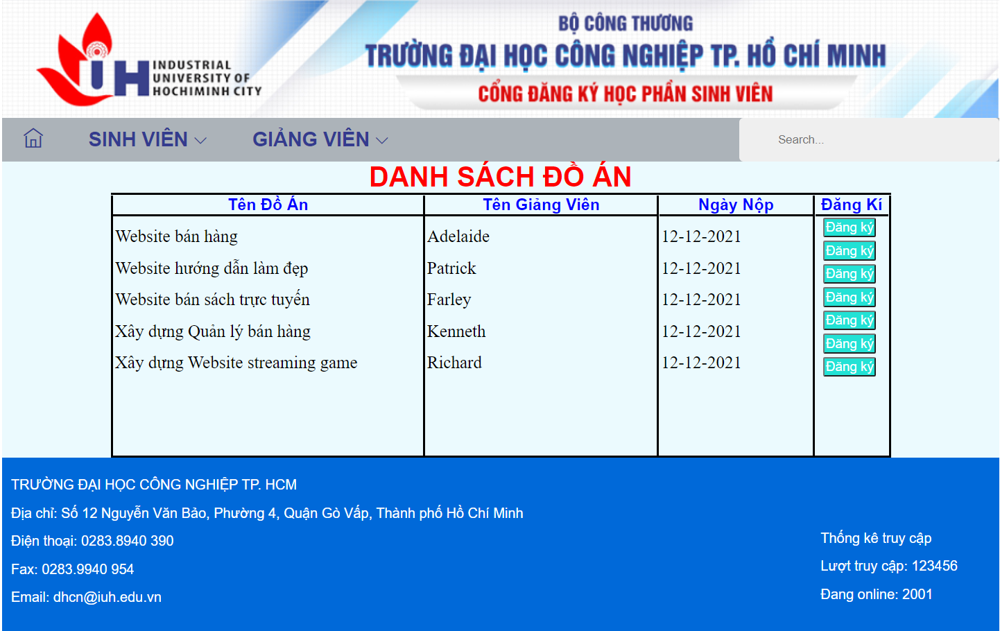 INDUSTRIAL
UNIVERSITY OF
HOCHIMINH CITY
IUH
BỘ CÔNG THƯƠNG
TRƯỜNG ĐẠI HỌC CÔNG NGHIỆP TP. HỒ CHÍ MINH
CỔNG ĐĂNG KÝ HỌC PHẦN SINH VIÊN
SINH VIÊN GIẢNG VIÊN Search...
DANH SÁCH ĐỒ ÁN
Tên Đồ Án Tên Giảng Viên Ngày Nộp Đăng Kí
Website bán hàng Adelaide 12-12-2021 Đăng ký
Website hướng dẫn làm đẹp Patrick 12-12-2021 Đăng ký
Website bán sách trực tuyến Farley 12-12-2021 Đăng ký
Xây dựng Quản lý bán hàng Kenneth 12-12-2021 Đăng ký
Xây dựng Website streaming game Richard 12-12-2021 Đăng ký
Đăng ký
Đăng ký
TRƯỜNG ĐẠI HỌC CÔNG NGHIỆP TP. HCM
Địa chỉ: Số 12 Nguyễn Văn Bảo, Phường 4, Quận Gò Vấp, Thành phố Hồ Chí Minh
Điện thoại: 0283.8940 390
Fax: 0283.9940 954
Email: dhcn@iuh.edu.vn
Thống kê truy cập
Lượt truy cập: 123456
Đang online: 2001